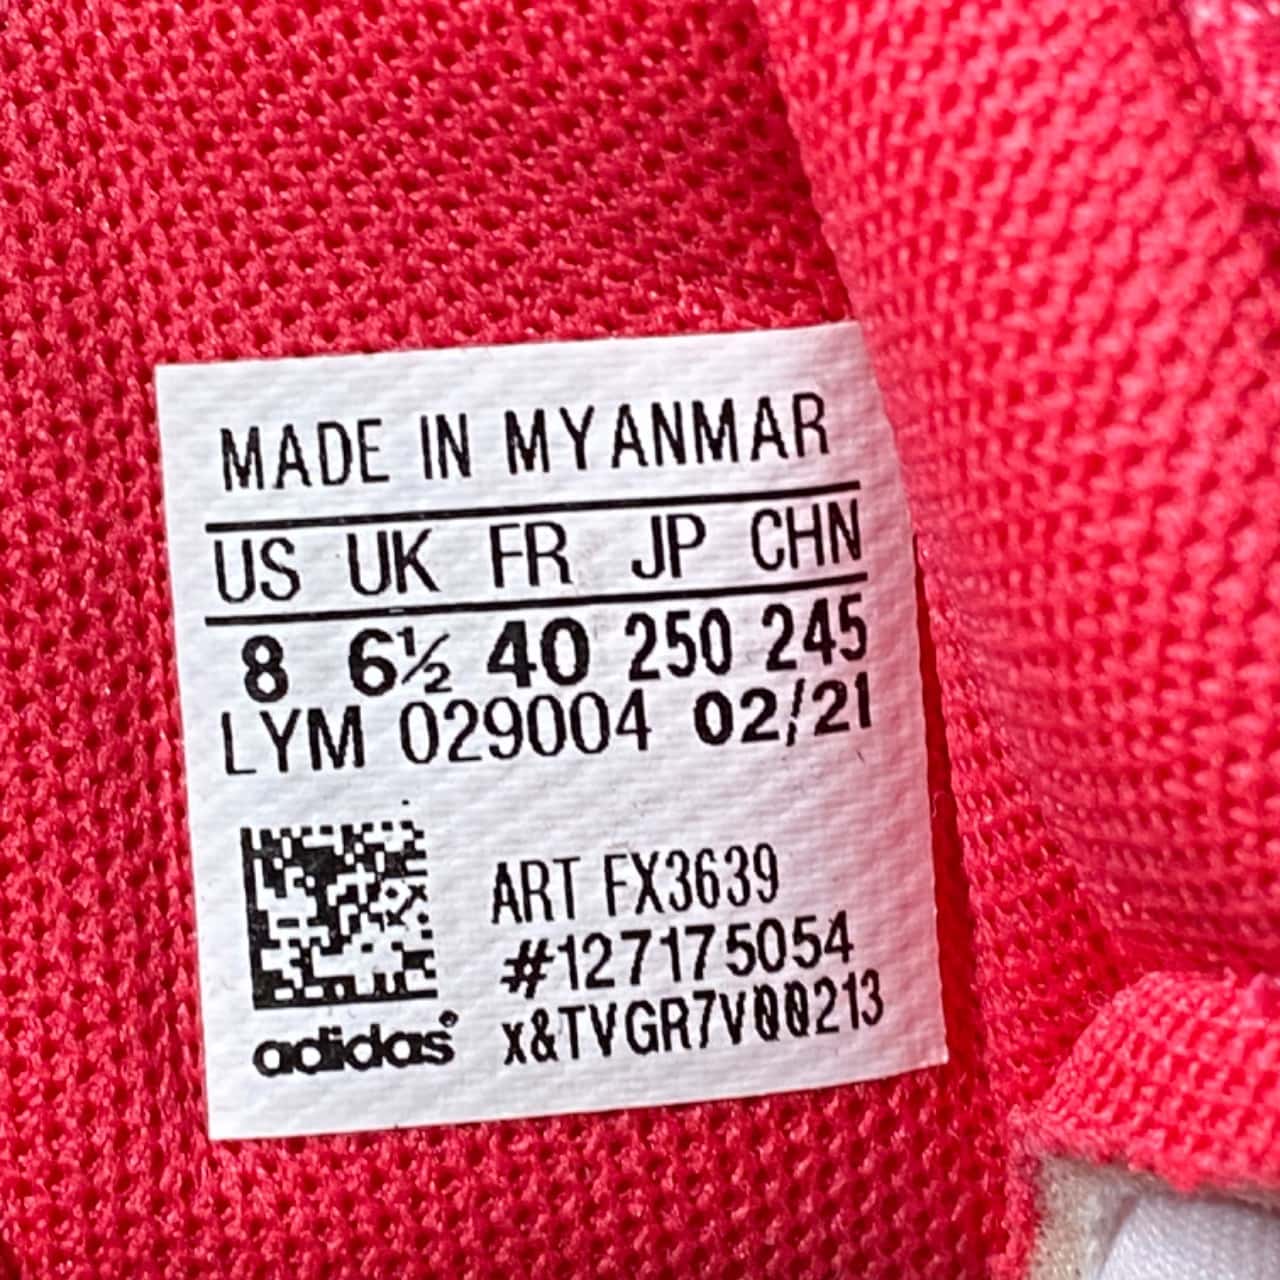 MADE IN MYANMAR
US UK FR JP CHN
8 6½ 40 250 245
LYM 029004 02/21
ART FX3639
#127175054
x&TVGR7V00213
adidas®